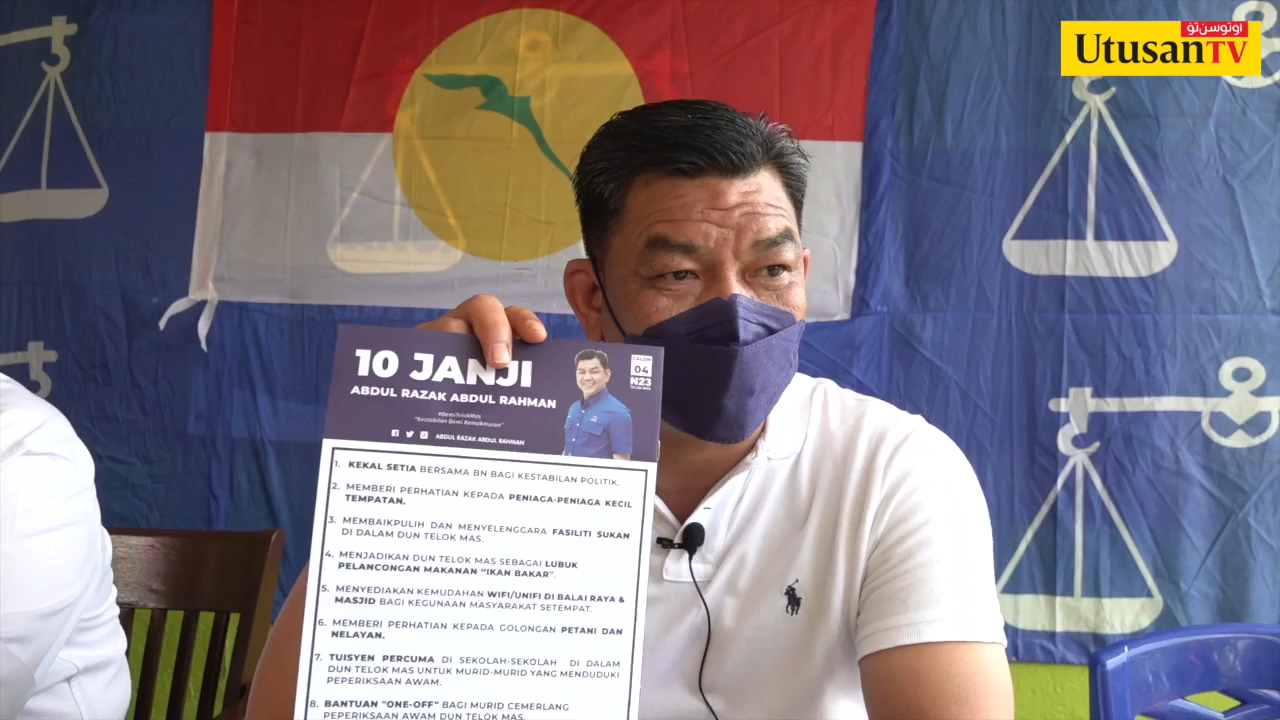 اوتوسن تۏ
UtusanTV
10 JANJI
ABDUL RAZAK ABDUL RAHMAN
#DemiTelokMas
"Kestabilan Demi Kemakmuran"
ABDUL RAZAK ABDUL RAHMAN
CALON
04
N23
TELOK MAS
1. KEKAL SETIA BERSAMA BN BAGI KESTABILAN POLITIK.
2. MEMBERI PERHATIAN KEPADA PENIAGA-PENIAGA KECIL
TEMPATAN.
3. MEMBAIKPULIH DAN MENYELENGGARA FASILITI SUKAN
DI DALAM DUN TELOK MAS.
4. MENJADIKAN DUN TELOK MAS SEBAGAI LUBUK
PELANCONGAN MAKANAN "IKAN BAKAR".
5. MENYEDIAKAN KEMUDAHAN WIFI/UNIFI DI BALAI RAYA &
MASJID BAGI KEGUNAAN MASYARAKAT SETEMPAT.
6. MEMBERI PERHATIAN KEPADA GOLONGAN PETANI DAN
NELAYAN.
7. TUISYEN PERCUMA DI SEKOLAH-SEKOLAH DI DALAM
DUN TELOK MAS UNTUK MURID-MURID YANG MENDUDUKI
PEPERIKSAAN AWAM.
8. BANTUAN "ONE-OFF" BAGI MURID CEMERLANG
PEPERIKSAAN AWAM DUN TELOK MAS.